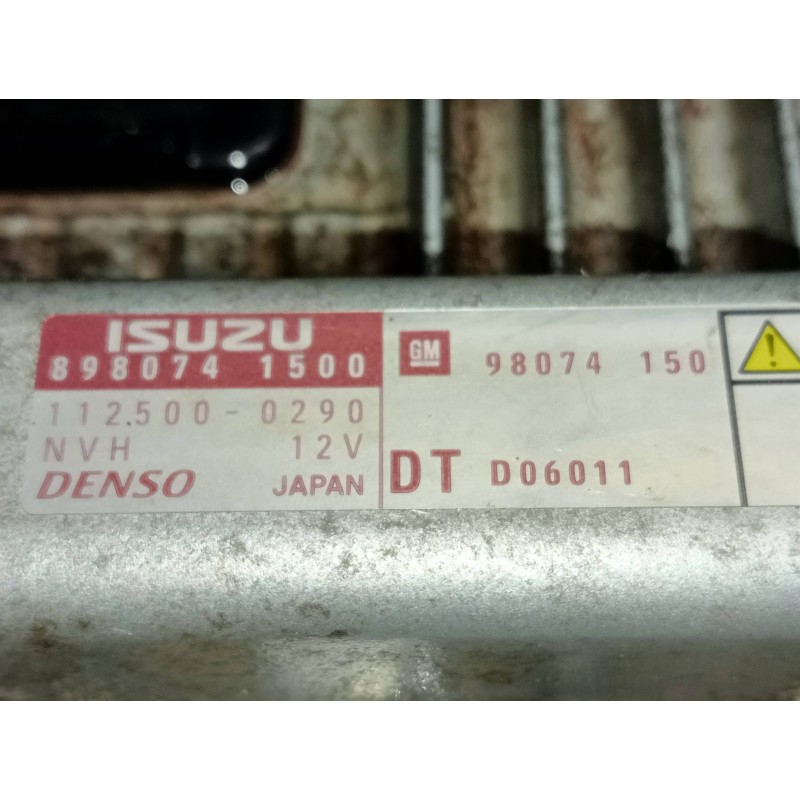 ISUZU
898074 1500
112500-0290
NVH 12V
DENSO JAPAN
GM 98074 150
DT D06011